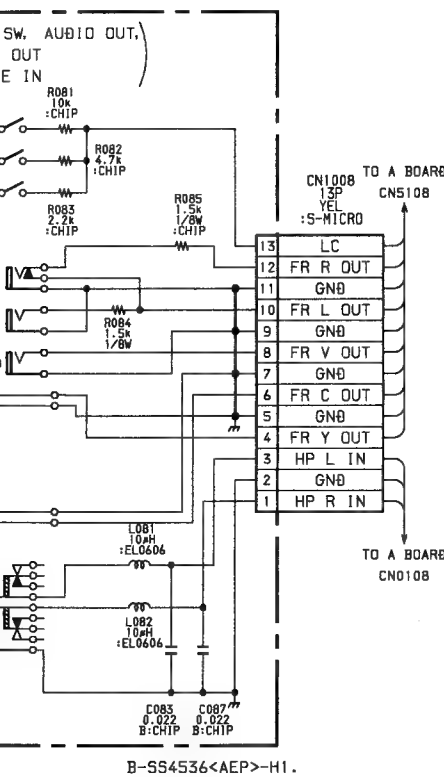 SW, AUDIO OUT,
OUT
E IN
R081
10k
:CHIP
R082
4.7k
:CHIP
R083
2.2k
:CHIP
R085
1.5k
1/8W
:CHIP
CN1008
13P
YEL
:S-MICRO
TO A BOARD
CN5108
13 LC
12 FR R OUT
11 GND
10 FR L OUT
9 GND
8 FR V OUT
7 GND
6 FR C OUT
5 GND
4 FR Y OUT
3 HP L IN
2 GND
1 HP R IN
R084
1.5k
1/8W
L081
10µH
:EL0606
L082
10µH
:EL0606
TO A BOARD
CN0108
C083
0.022
B:CHIP
C087
0.022
B:CHIP
B-SS4536<AEP>-H1.